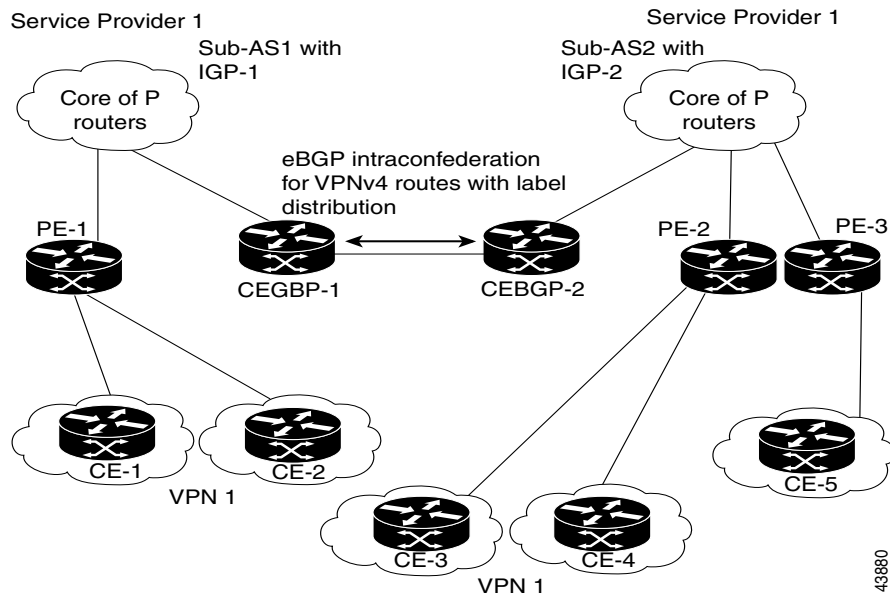 Service Provider 1
Service Provider 1
Sub-AS1 with
IGP-1
Sub-AS2 with
IGP-2
Core of P
routers
Core of P
routers
eBGP intraconfederation
for VPNv4 routes with label
distribution
PE-1
PE-2
PE-3
CEGBP-1
CEBGP-2
CE-1
CE-2
VPN 1
CE-5
CE-3
CE-4
VPN 1
43880